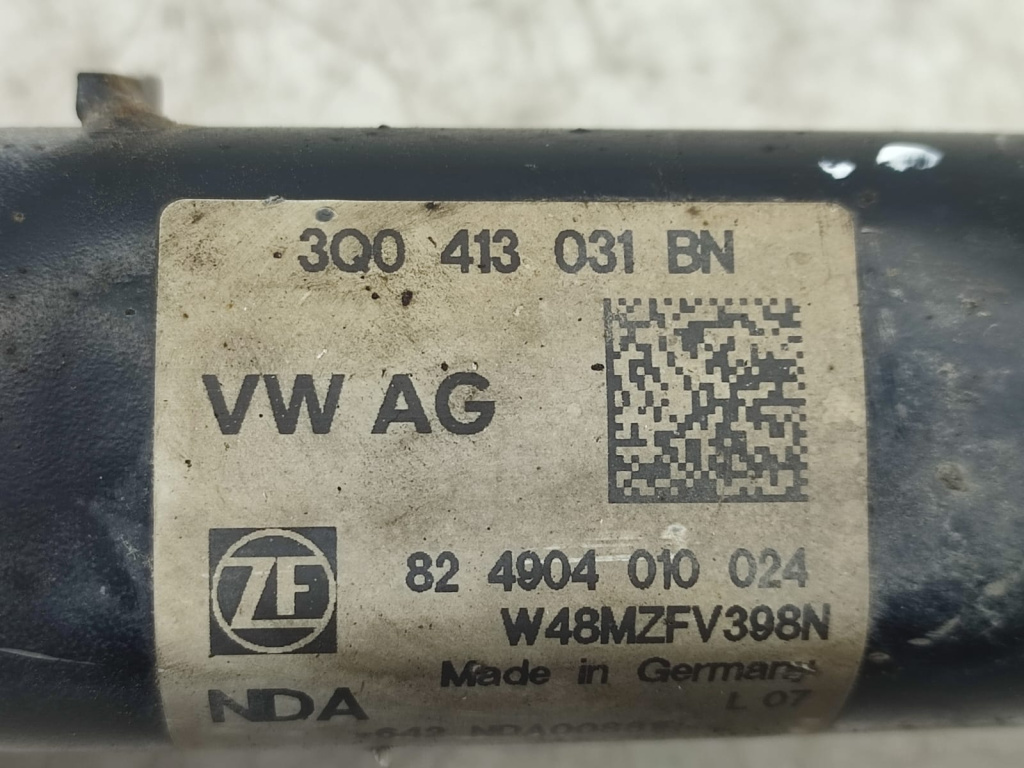 3Q0 413 031 BN
VW AG
ZF
82 4904 010 024
W48MZFV398N
Made in Germany
NDA
L 07